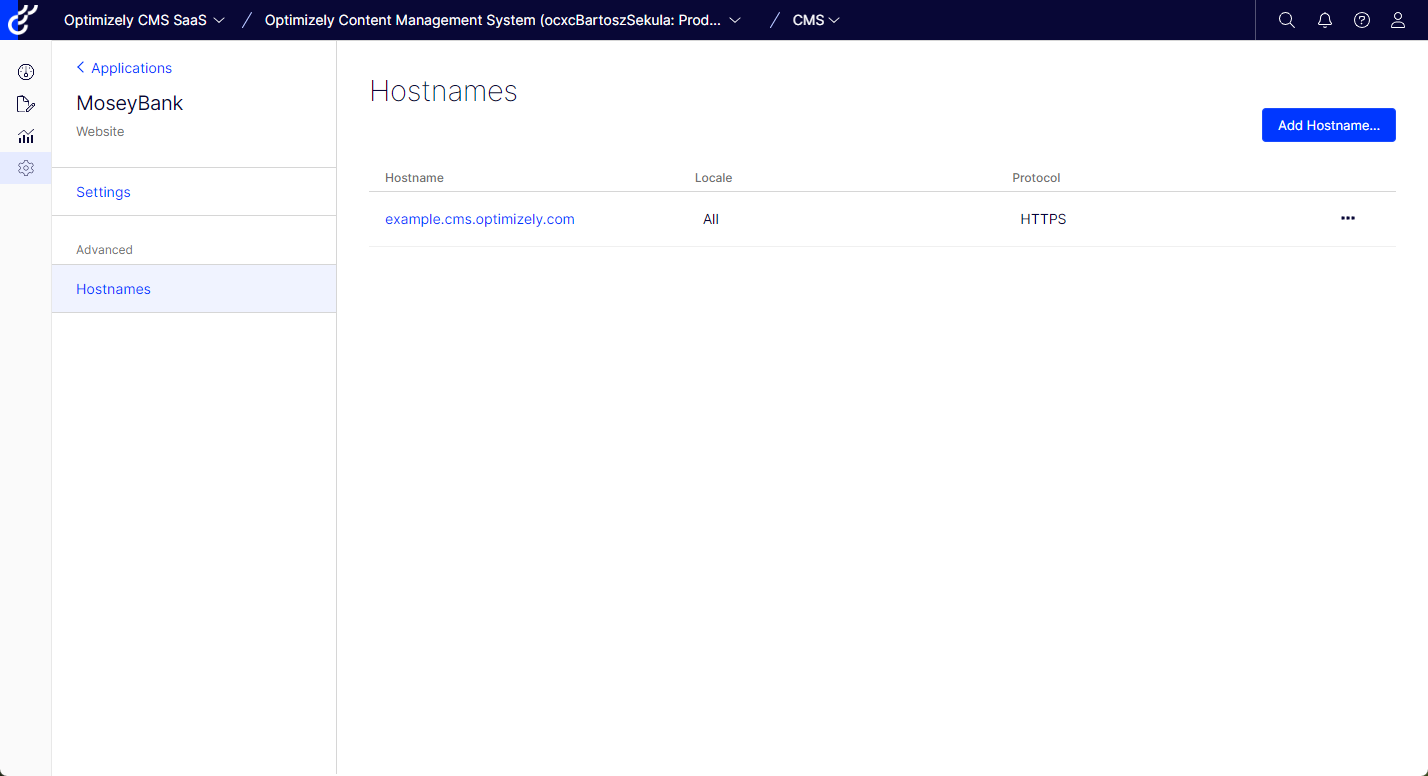 Optimizely CMS SaaS / Optimizely Content Management System (ocxcBartoszSekula: Prod... / CMS
Applications
MoseyBank
Website
Settings
Advanced
Hostnames
Hostnames
Add Hostname...
Hostname Locale Protocol
example.cms.optimizely.com All HTTPS